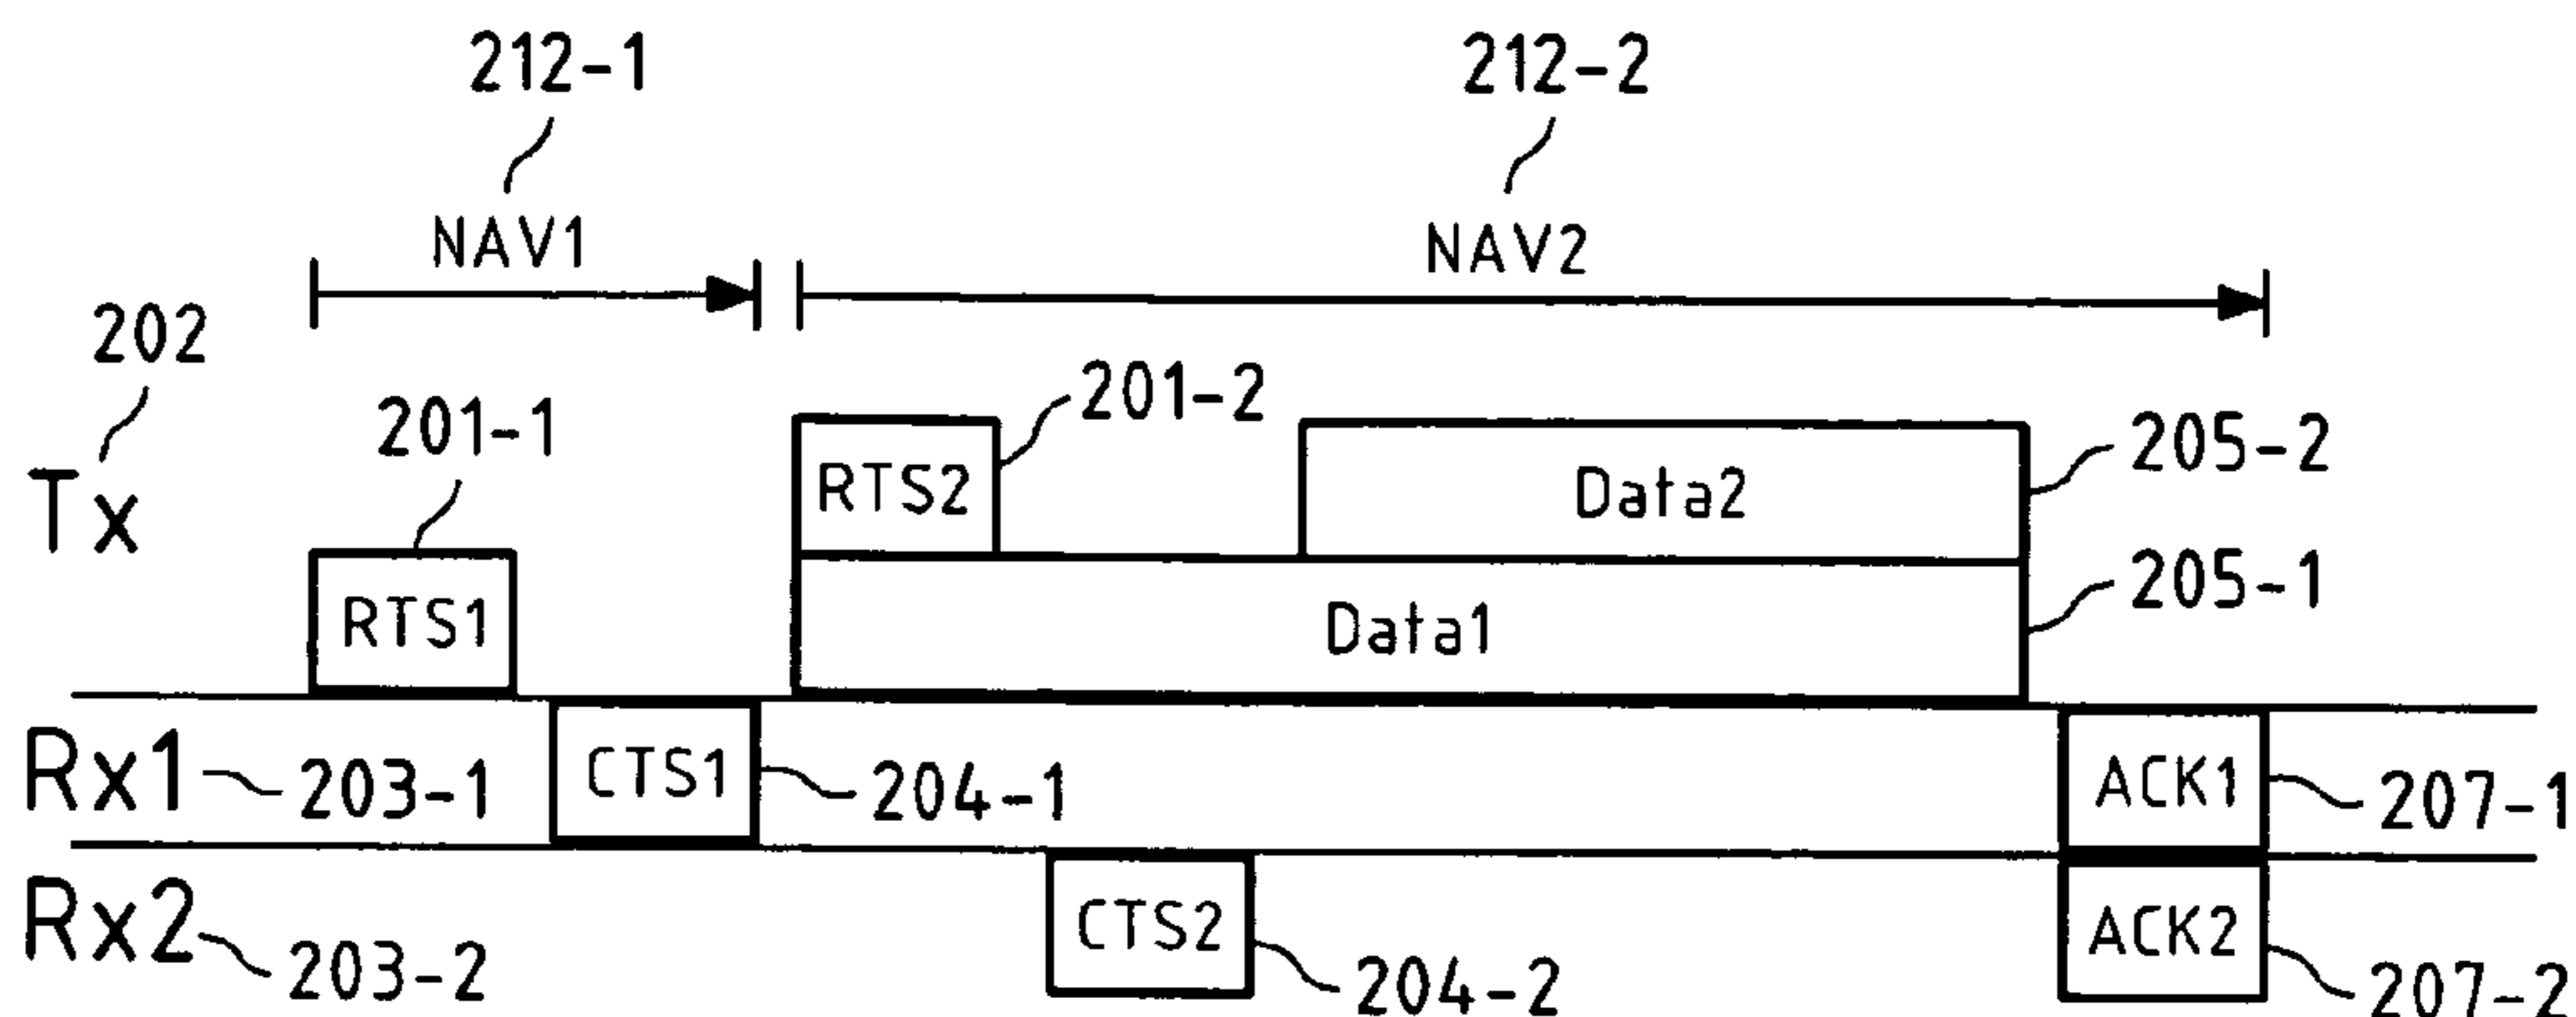 212-1 212-2
NAV1 NAV2
202
201-1 201-2
Tx RTS2 Data2 205-2
RTS1 Data1 205-1
Rx1 203-1 CTS1 204-1 ACK1 207-1
Rx2 203-2 CTS2 204-2 ACK2 207-2